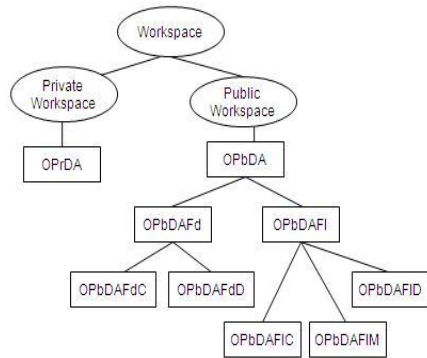 Workspace
Private
Workspace
Public
Workspace
OPrDA
OPbDA
OPbDAFd
OPbDAFI
OPbDAFdC
OPbDAFdD
OPbDAFID
OPbDAFIC
OPbDAFIM